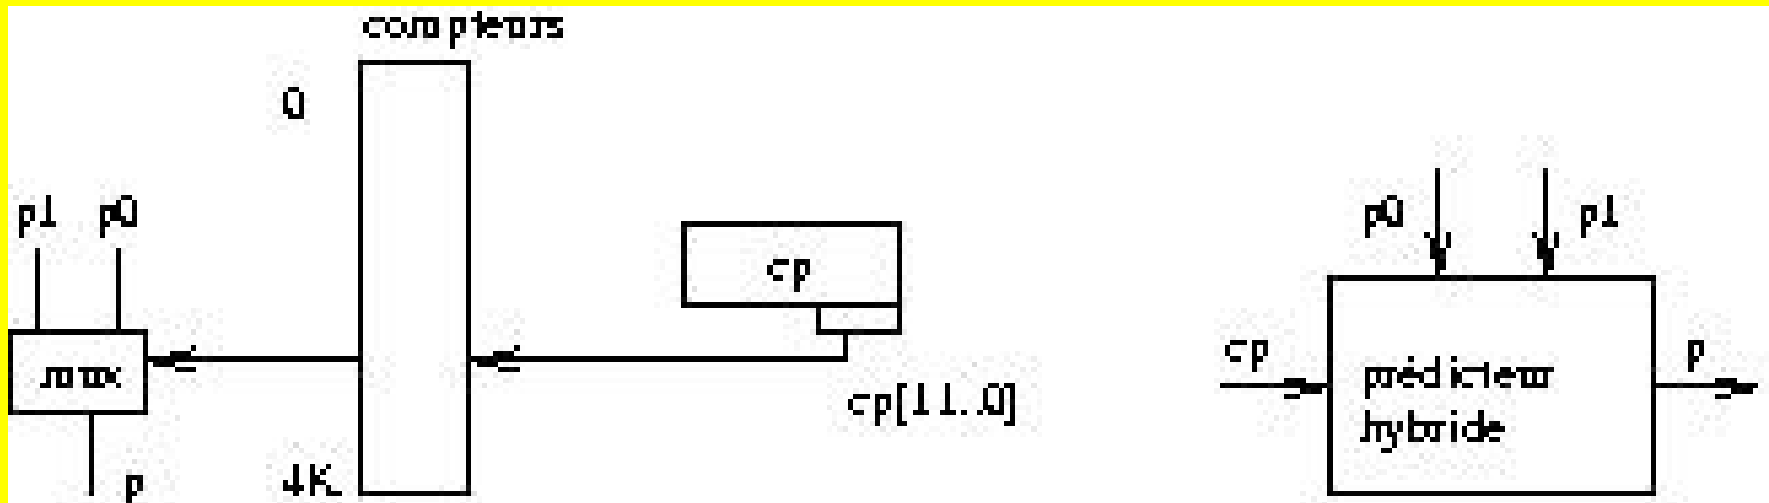 compteurs
0
p1 p0
cp
mux
cp[11..0]
p
4K
p0 p1
cp
p
prédicteur
hybride